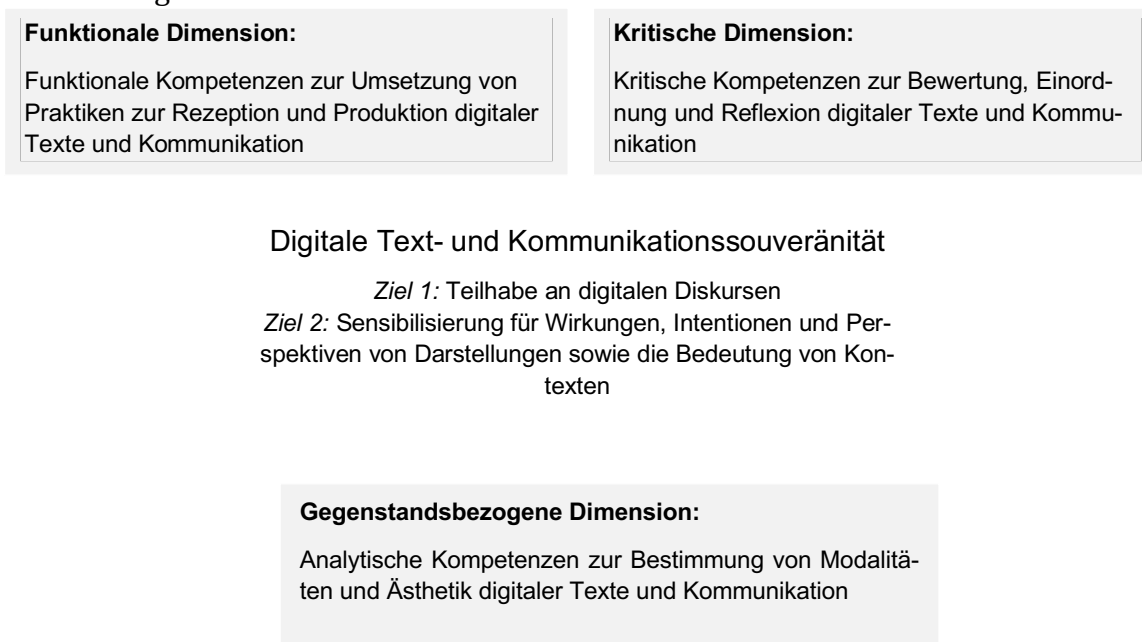 Funktionale Dimension:
Funktionale Kompetenzen zur Umsetzung von
Praktiken zur Rezeption und Produktion digitaler
Texte und Kommunikation
Kritische Dimension:
Kritische Kompetenzen zur Bewertung, Einord-
nung und Reflexion digitaler Texte und Kommu-
nikation
Digitale Text- und Kommunikationssouveränität
Ziel 1: Teilhabe an digitalen Diskursen
Ziel 2: Sensibilisierung für Wirkungen, Intentionen und Per-
spektiven von Darstellungen sowie die Bedeutung von Kon-
texten
Gegenstandsbezogene Dimension:
Analytische Kompetenzen zur Bestimmung von Modalitä-
ten und Ästhetik digitaler Texte und Kommunikation